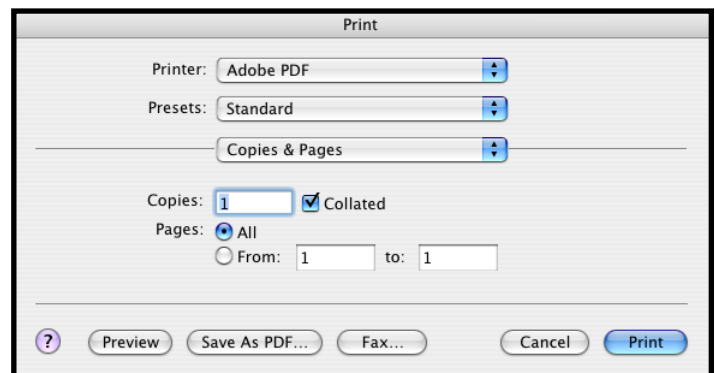 Print
Printer: Adobe PDF
Presets: Standard
Copies & Pages
Copies: 1 Collated
Pages: All
From: 1 to: 1
? Preview Save As PDF... Fax... Cancel Print